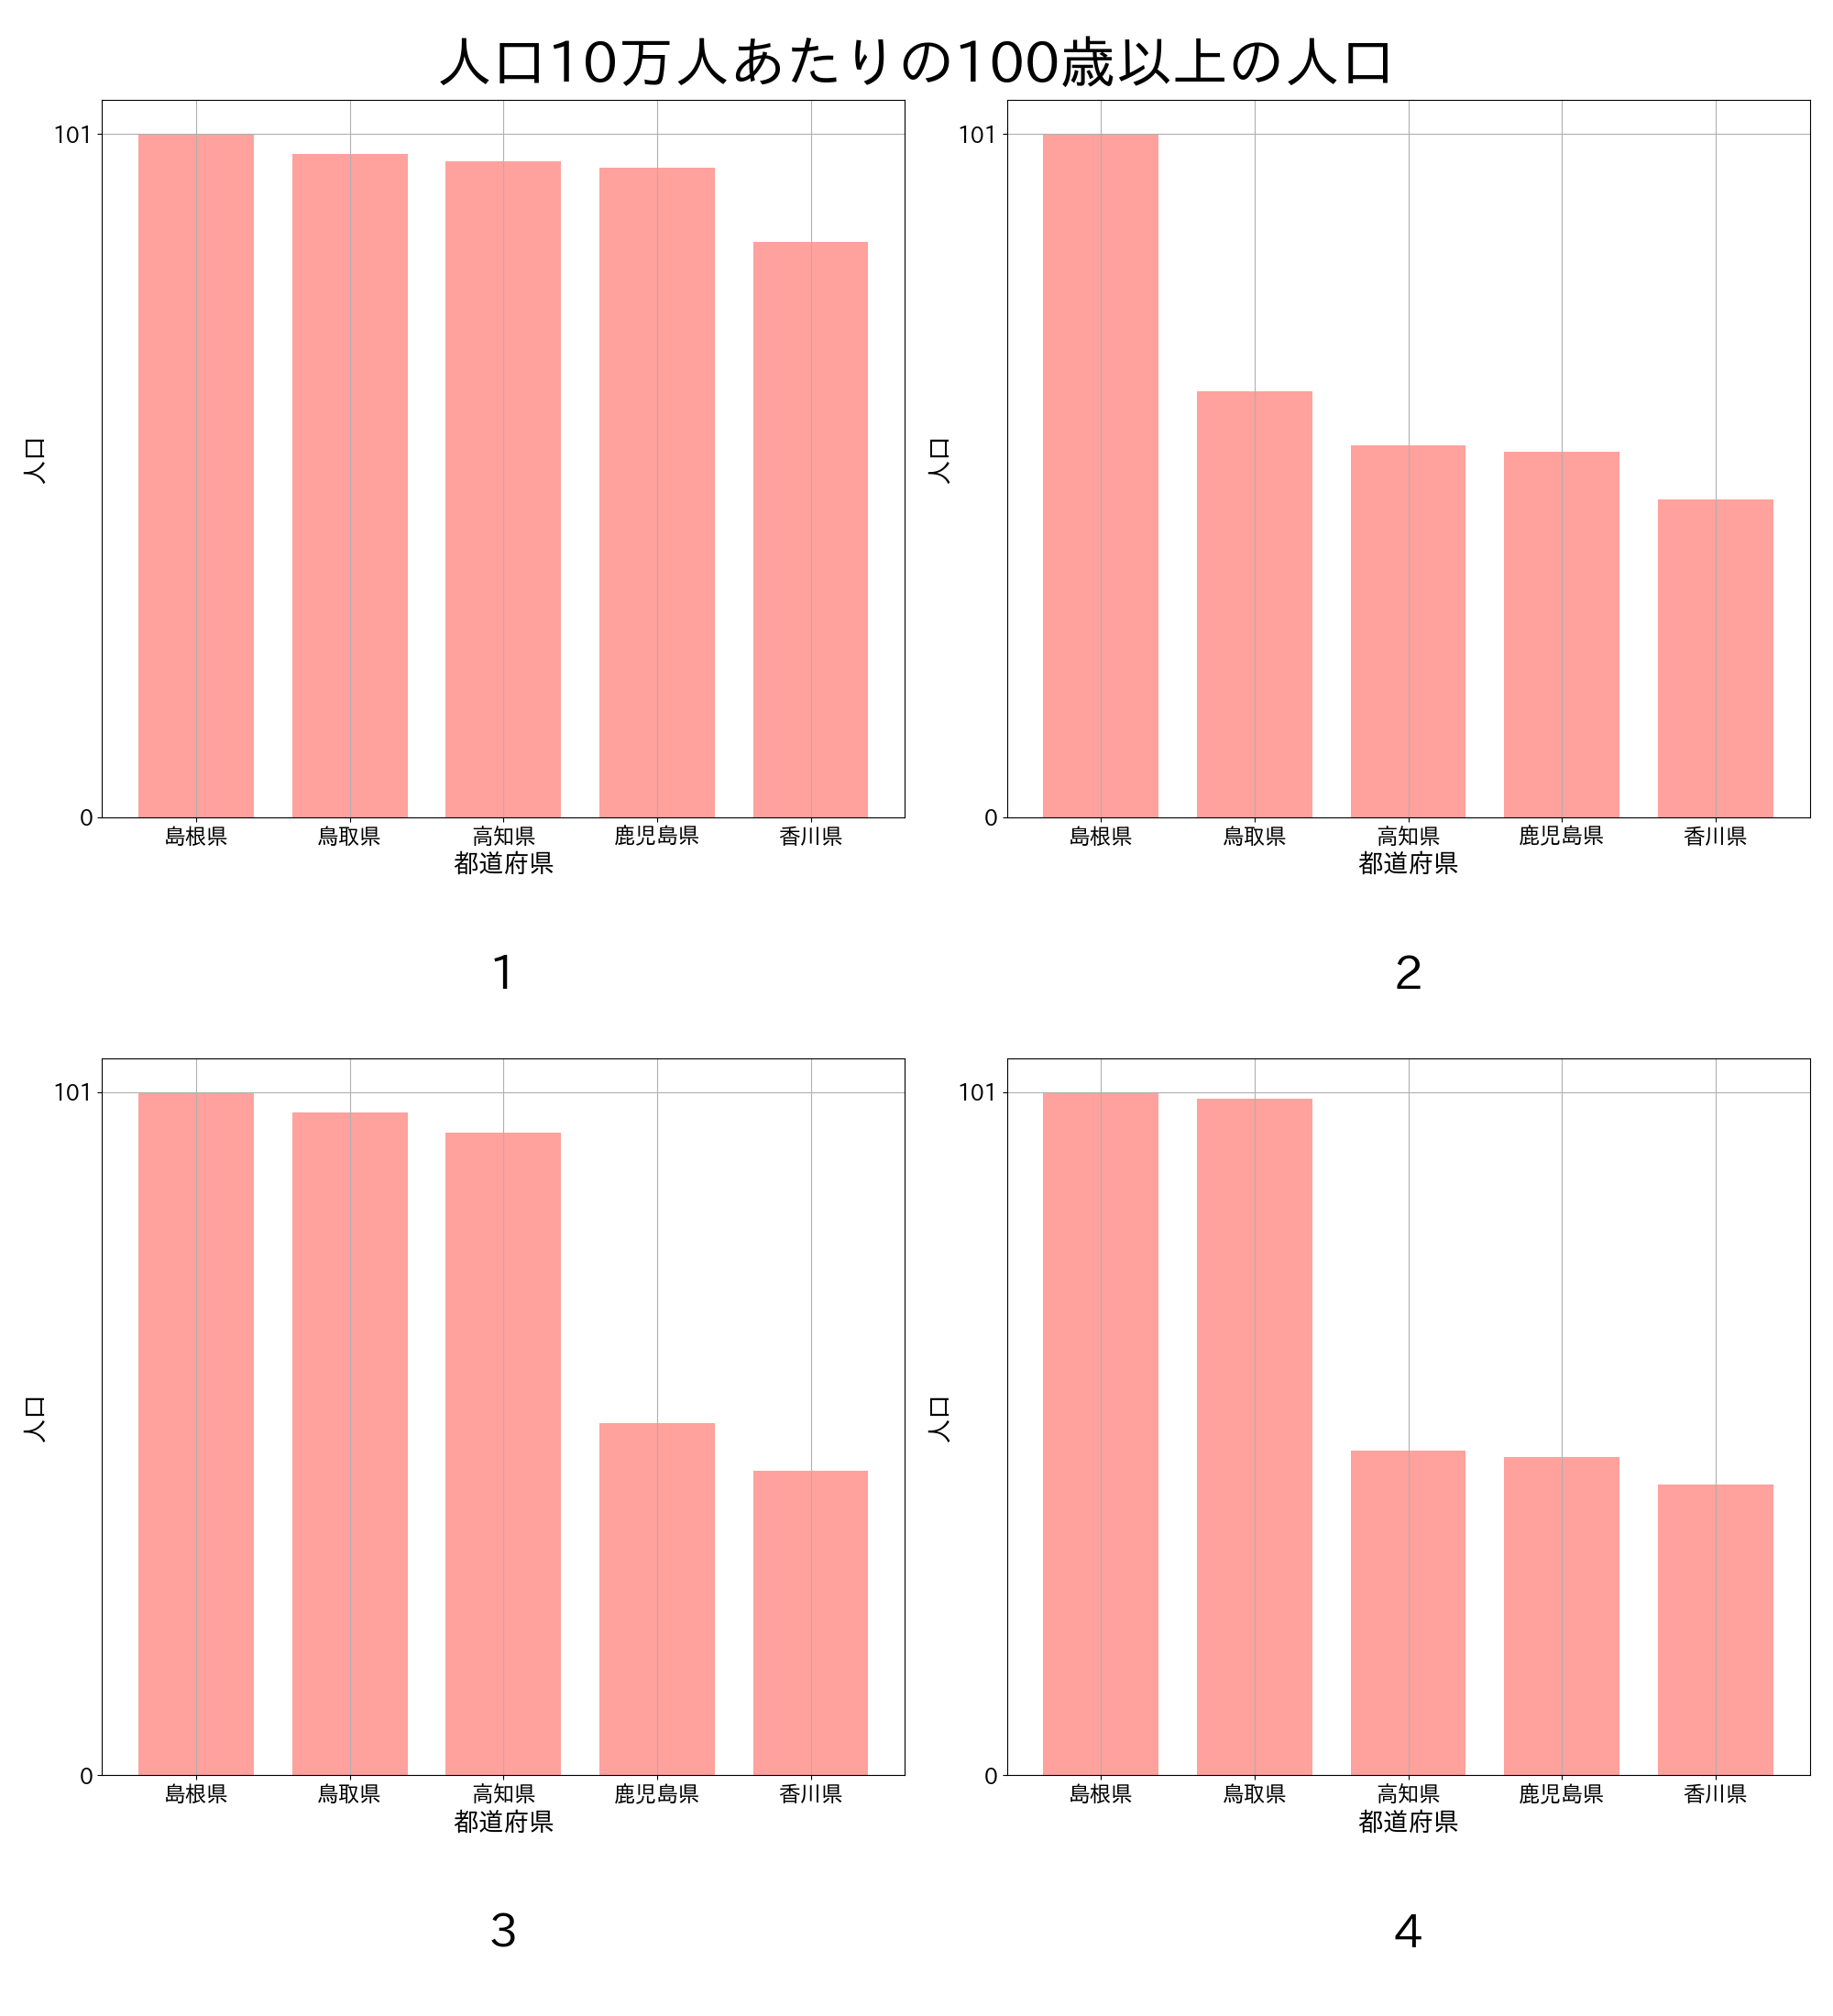 人口10万人あたりの100歳以上の人口
101
人口
0
島根県 鳥取県 高知県 鹿児島県 香川県
都道府県
1
101
人口
0
島根県 鳥取県 高知県 鹿児島県 香川県
都道府県
2
101
人口
0
島根県 鳥取県 高知県 鹿児島県 香川県
都道府県
3
101
人口
0
島根県 鳥取県 高知県 鹿児島県 香川県
都道府県
4